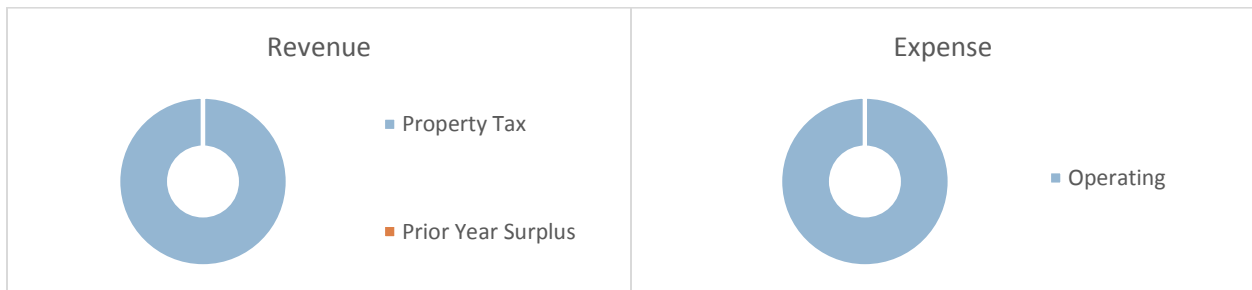 Revenue
Property Tax
Prior Year Surplus
Expense
Operating